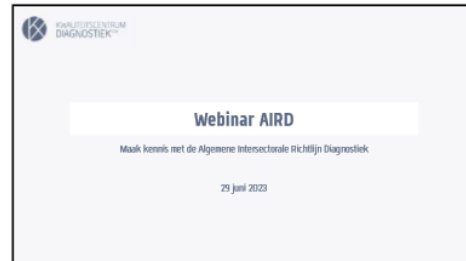 KWALITEITSCENTRUM
DIAGNOSTIEK
Webinar AIRD
Maak kennis met de Algemene Intersectorale Richtlijn Diagnostiek
29 juni 2023